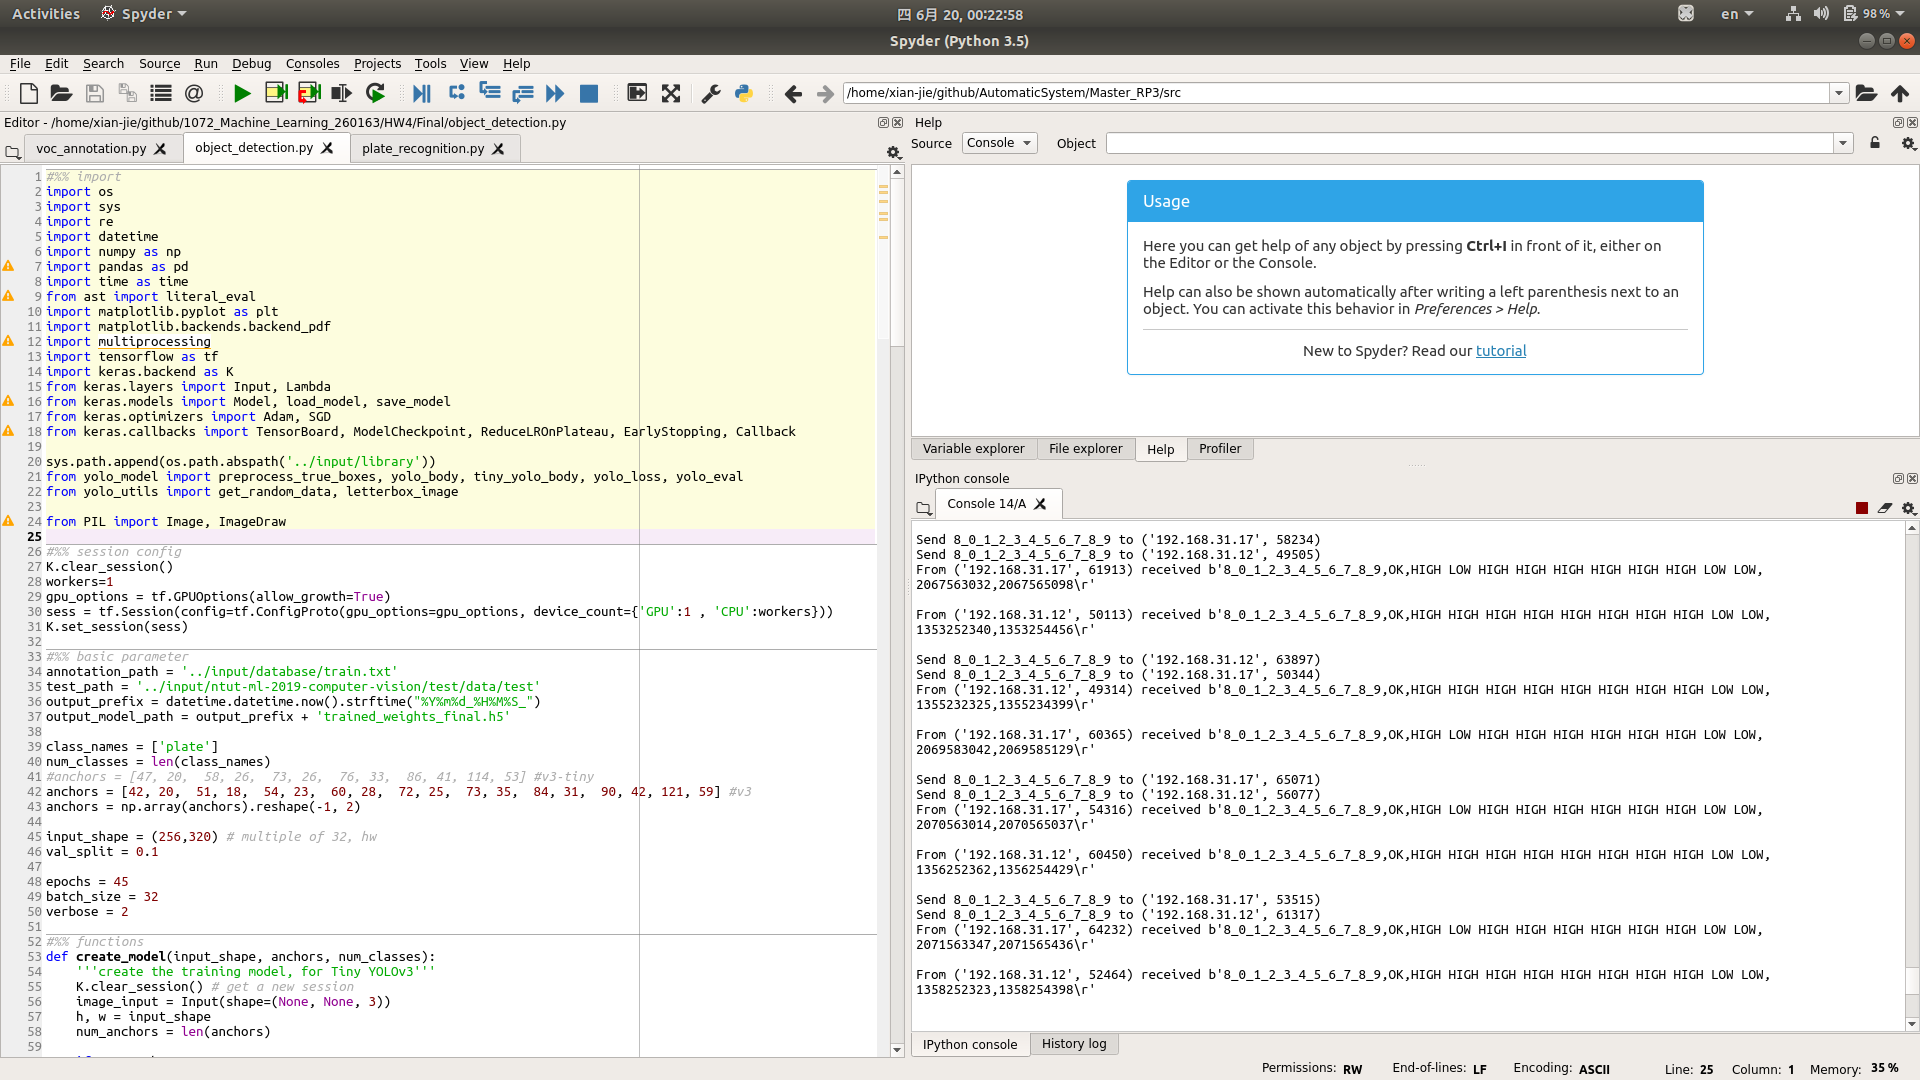 Activities
Spyder
四 6月 20, 00:22:58
en
98 %
Spyder (Python 3.5)
File Edit Search Source Run Debug Consoles Projects Tools View Help
/home/xian-jie/github/AutomaticSystem/Master_RP3/src
Editor - /home/xian-jie/github/1072_Machine_Learning_260163/HW4/Final/object_detection.py
voc_annotation.py
object_detection.py
plate_recognition.py
1 #%% import
2 import os
3 import sys
4 import re
5 import datetime
6 import numpy as np
7 import pandas as pd
8 import time as time
9 from ast import literal_eval
10 import matplotlib.pyplot as plt
11 import matplotlib.backends.backend_pdf
12 import multiprocessing
13 import tensorflow as tf
14 import keras.backend as K
15 from keras.layers import Input, Lambda
16 from keras.models import Model, load_model, save_model
17 from keras.optimizers import Adam, SGD
18 from keras.callbacks import TensorBoard, ModelCheckpoint, ReduceLROnPlateau, EarlyStopping, Callback
19
20 sys.path.append(os.path.abspath('../input/library'))
21 from yolo_model import preprocess_true_boxes, yolo_body, tiny_yolo_body, yolo_loss, yolo_eval
22 from yolo_utils import get_random_data, letterbox_image
23
24 from PIL import Image, ImageDraw
25
26 #%% session config
27 K.clear_session()
28 workers=1
29 gpu_options = tf.GPUOptions(allow_growth=True)
30 sess = tf.Session(config=tf.ConfigProto(gpu_options=gpu_options, device_count={'GPU':1 , 'CPU':workers}))
31 K.set_session(sess)
32
33 #%% basic parameter
34 annotation_path = '../input/database/train.txt'
35 test_path = '../input/ntut-ml-2019-computer-vision/test/data/test'
36 output_prefix = datetime.datetime.now().strftime("%Y%m%d_%H%M%S_")
37 output_model_path = output_prefix + 'trained_weights_final.h5'
38
39 class_names = ['plate']
40 num_classes = len(class_names)
41 #anchors = [47, 20,  58, 26,  73, 26,  76, 33,  86, 41, 114, 53] #v3-tiny
42 anchors = [42, 20,  51, 18,  54, 23,  60, 28,  72, 25,  73, 35,  84, 31,  90, 42, 121, 59] #v3
43 anchors = np.array(anchors).reshape(-1, 2)
44
45 input_shape = (256,320) # multiple of 32, hw
46 val_split = 0.1
47
48 epochs = 45
49 batch_size = 32
50 verbose = 2
51
52 #%% functions
53 def create_model(input_shape, anchors, num_classes):
54     '''create the training model, for Tiny YOLOv3'''
55     K.clear_session() # get a new session
56     image_input = Input(shape=(None, None, 3))
57     h, w = input_shape
58     num_anchors = len(anchors)
59
Help
Source Console Object
Usage
Here you can get help of any object by pressing Ctrl+I in front of it, either on
the Editor or the Console.
Help can also be shown automatically after writing a left parenthesis next to an
object. You can activate this behavior in Preferences > Help.
New to Spyder? Read our tutorial
Variable explorer File explorer Help Profiler
IPython console
Console 14/A
Send 8_0_1_2_3_4_5_6_7_8_9 to ('192.168.31.17', 58234)
Send 8_0_1_2_3_4_5_6_7_8_9 to ('192.168.31.12', 49505)
From ('192.168.31.17', 61913) received b'8_0_1_2_3_4_5_6_7_8_9,OK,HIGH LOW HIGH HIGH HIGH HIGH HIGH HIGH LOW LOW,
2067563032,2067565098\r'
From ('192.168.31.12', 50113) received b'8_0_1_2_3_4_5_6_7_8_9,OK,HIGH HIGH HIGH HIGH HIGH HIGH HIGH HIGH LOW LOW,
1353252340,1353254456\r'
Send 8_0_1_2_3_4_5_6_7_8_9 to ('192.168.31.12', 63897)
Send 8_0_1_2_3_4_5_6_7_8_9 to ('192.168.31.17', 50344)
From ('192.168.31.12', 49314) received b'8_0_1_2_3_4_5_6_7_8_9,OK,HIGH HIGH HIGH HIGH HIGH HIGH HIGH HIGH LOW LOW,
1355232325,1355234399\r'
From ('192.168.31.17', 60365) received b'8_0_1_2_3_4_5_6_7_8_9,OK,HIGH LOW HIGH HIGH HIGH HIGH HIGH HIGH LOW LOW,
2069583042,2069585129\r'
Send 8_0_1_2_3_4_5_6_7_8_9 to ('192.168.31.17', 65071)
Send 8_0_1_2_3_4_5_6_7_8_9 to ('192.168.31.12', 56077)
From ('192.168.31.17', 54316) received b'8_0_1_2_3_4_5_6_7_8_9,OK,HIGH LOW HIGH HIGH HIGH HIGH HIGH HIGH LOW LOW,
2070563014,2070565037\r'
From ('192.168.31.12', 60450) received b'8_0_1_2_3_4_5_6_7_8_9,OK,HIGH HIGH HIGH HIGH HIGH HIGH HIGH HIGH LOW LOW,
1356252362,1356254429\r'
Send 8_0_1_2_3_4_5_6_7_8_9 to ('192.168.31.17', 53515)
Send 8_0_1_2_3_4_5_6_7_8_9 to ('192.168.31.12', 61317)
From ('192.168.31.17', 64232) received b'8_0_1_2_3_4_5_6_7_8_9,OK,HIGH LOW HIGH HIGH HIGH HIGH HIGH HIGH LOW LOW,
2071563347,2071565436\r'
From ('192.168.31.12', 52464) received b'8_0_1_2_3_4_5_6_7_8_9,OK,HIGH HIGH HIGH HIGH HIGH HIGH HIGH HIGH LOW LOW,
1358252323,1358254398\r'
IPython console History log
Permissions: RW End-of-lines: LF Encoding: ASCII Line: 25 Column: 1 Memory: 35 %